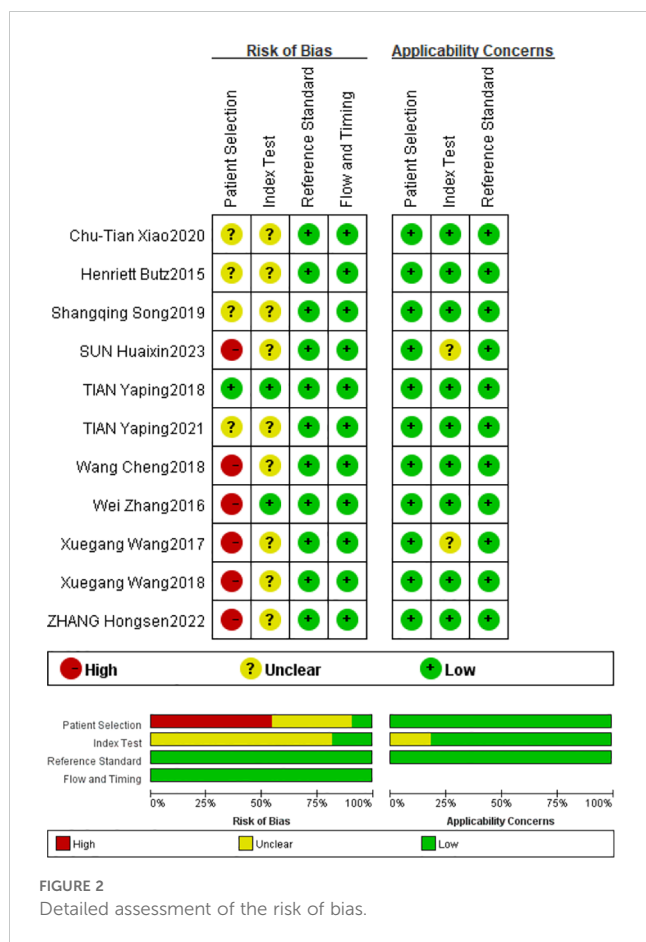 Risk of Bias Applicability Concerns
Patient Selection Index Test Reference Standard Flow and Timing Patient Selection Index Test Reference Standard
Chu-Tian Xiao2020 ? ? + + + + +
Henriett Butz2015 ? ? + + + + +
Shangqing Song2019 ? ? + + + + +
SUN Huaixin2023 - ? + + + ? +
TIAN Yaping2018 + + + + + + +
TIAN Yaping2021 ? ? + + + + +
Wang Cheng2018 - ? + + + + +
Wei Zhang2016 - + + + + + +
Xuegang Wang2017 - ? + + + ? +
Xuegang Wang2018 - ? + + + + +
ZHANG Hongsen2022 - ? + + + + +
- High ? Unclear + Low
Patient Selection
Index Test
Reference Standard
Flow and Timing
0% 25% 50% 75% 100% 0% 25% 50% 75% 100%
Risk of Bias Applicability Concerns
High Unclear Low
FIGURE 2
Detailed assessment of the risk of bias.